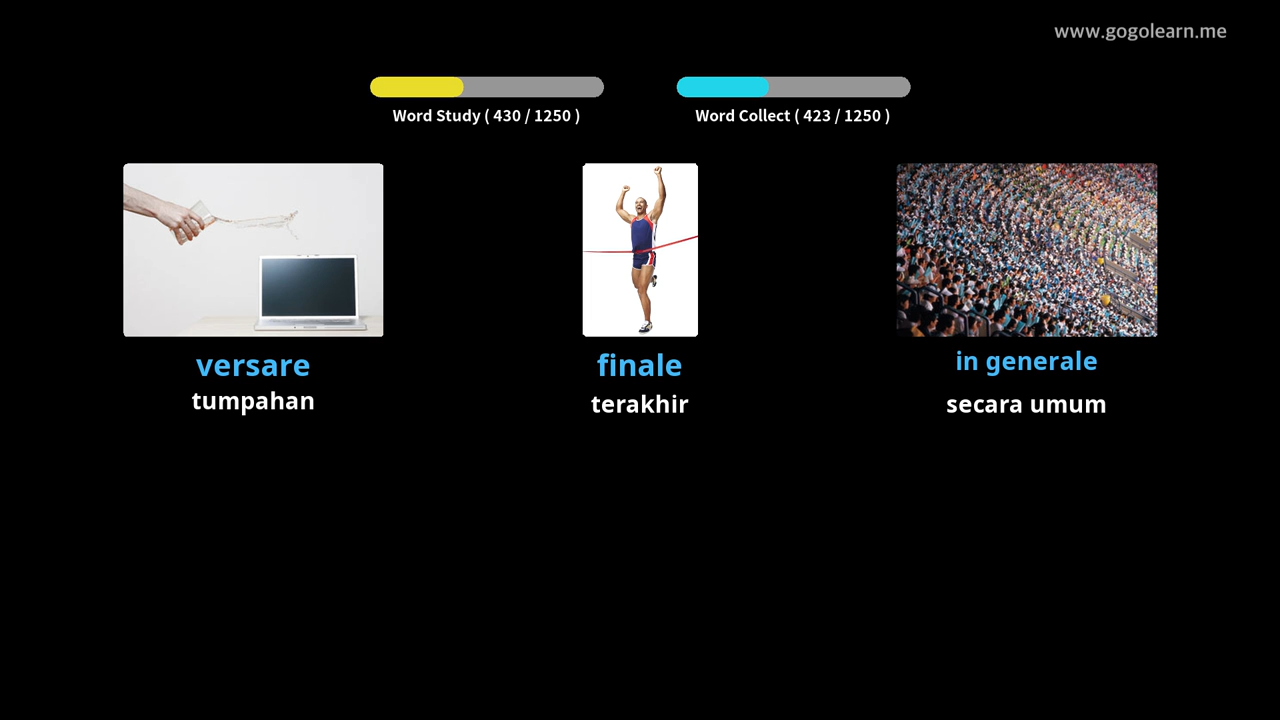 www.gogolearn.me
Word Study ( 430 / 1250 )
Word Collect ( 423 / 1250 )
versare
tumpahan
finale
terakhir
in generale
secara umum